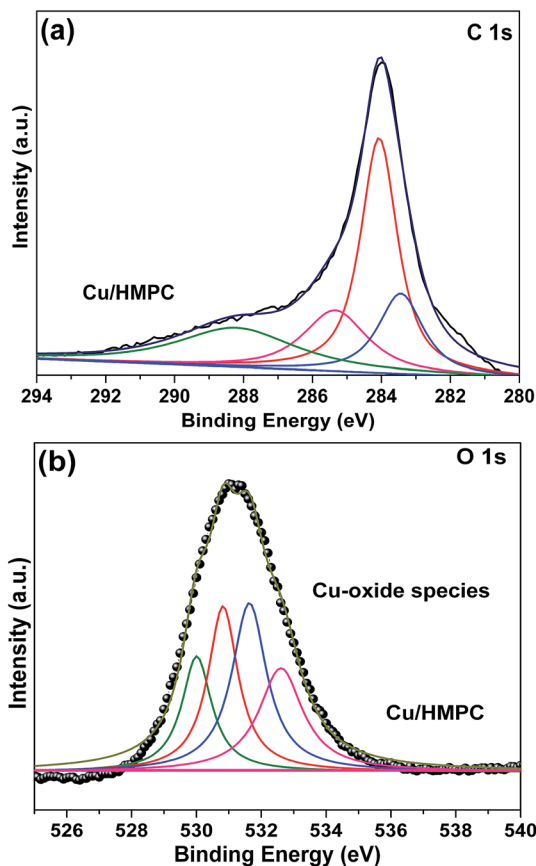 (a)
C 1s
Intensity (a.u.)
Cu/HMPC
294 292 290 288 286 284 282 280
Binding Energy (eV)
(b)
O 1s
Intensity (a.u.)
Cu-oxide species
Cu/HMPC
526 528 530 532 534 536 538 540
Binding Energy (eV)